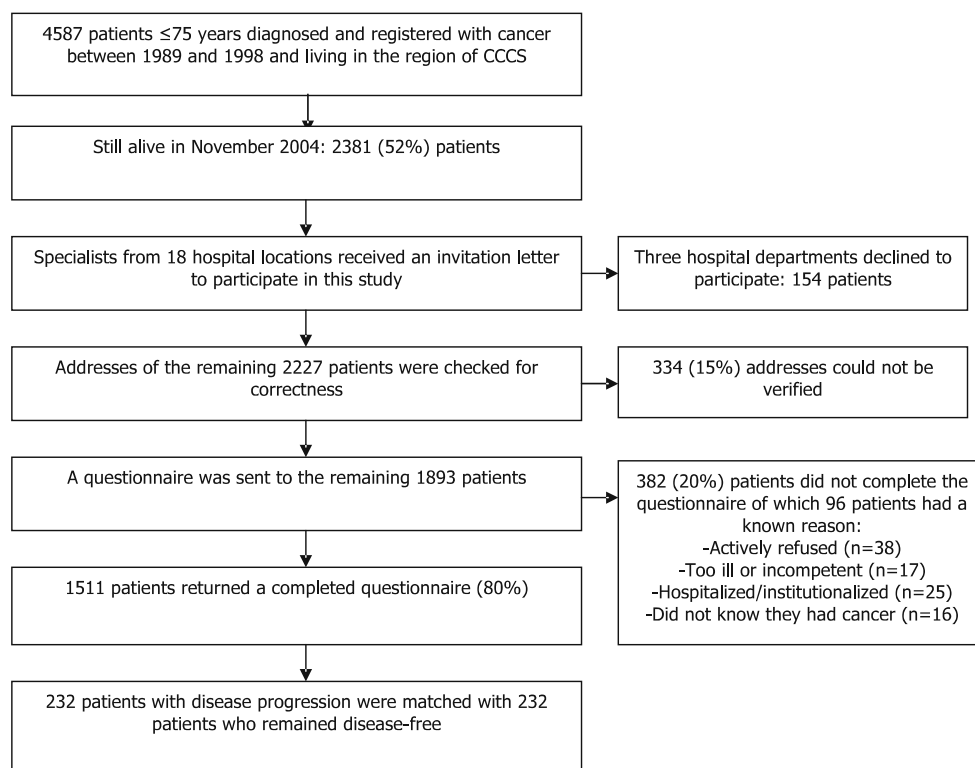 4587 patients ≤75 years diagnosed and registered with cancer
between 1989 and 1998 and living in the region of CCCS
Still alive in November 2004: 2381 (52%) patients
Specialists from 18 hospital locations received an invitation letter
to participate in this study
Three hospital departments declined to
participate: 154 patients
Addresses of the remaining 2227 patients were checked for
correctness
334 (15%) addresses could not be
verified
A questionnaire was sent to the remaining 1893 patients
382 (20%) patients did not complete the
questionnaire of which 96 patients had a
known reason:
-Actively refused (n=38)
-Too ill or incompetent (n=17)
-Hospitalized/institutionalized (n=25)
-Did not know they had cancer (n=16)
1511 patients returned a completed questionnaire (80%)
232 patients with disease progression were matched with 232
patients who remained disease-free